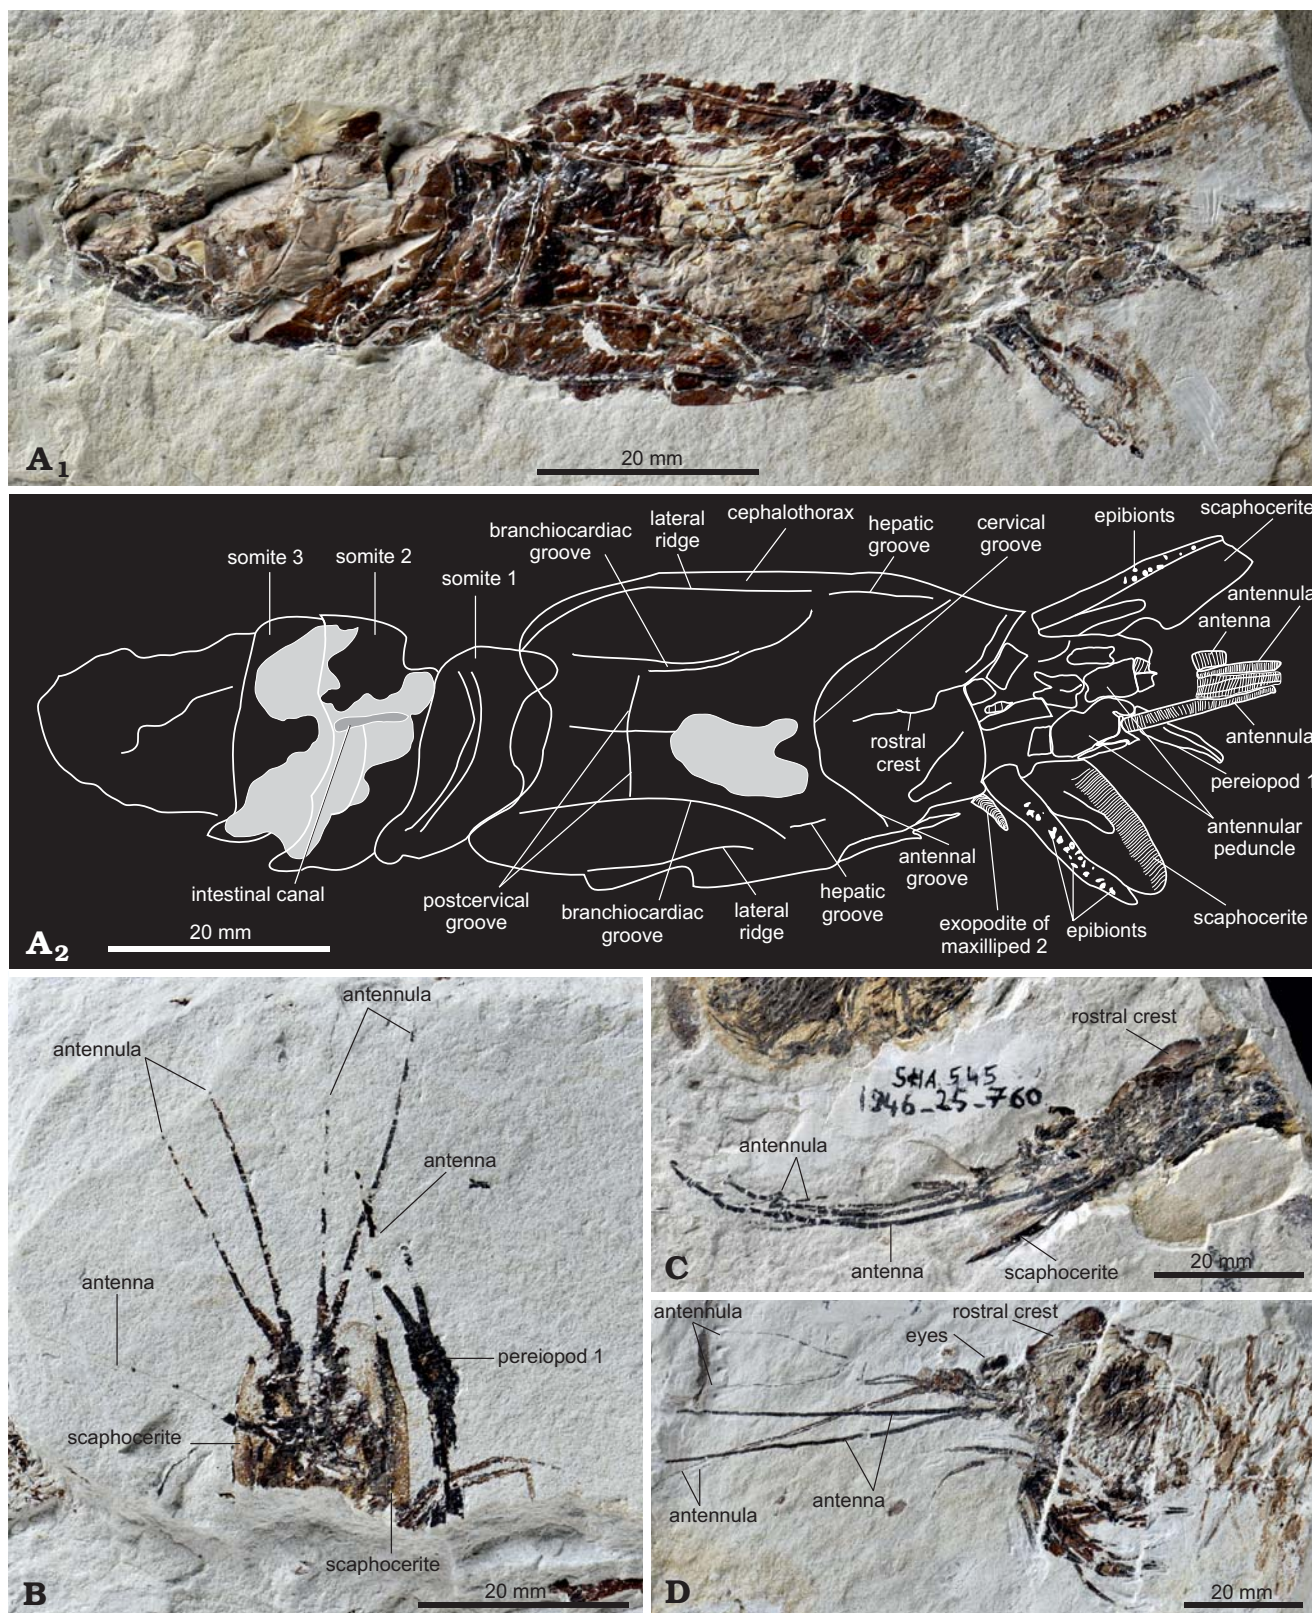 20 mm
A1
branchiocardiac
groove
lateral
ridge
cephalothorax
hepatic
groove
cervical
groove
epibionts
scaphocerite
somite 3
somite 2
somite 1
antennula
antenna
rostral
crest
antennula
pereiopod 1
antennular
peduncle
intestinal canal
postcervical
groove
branchiocardiac
groove
lateral
ridge
hepatic
groove
antennal
groove
exopodite of
maxilliped 2
epibionts
scaphocerite
20 mm
A2
antennula
antennula
antenna
antenna
pereiopod 1
scaphocerite
scaphocerite
20 mm
B
rostral crest
SHA.545
1946-25-760
antennula
antenna
scaphocerite
20 mm
C
antennula
rostral crest
eyes
antenna
antennula
20 mm
D